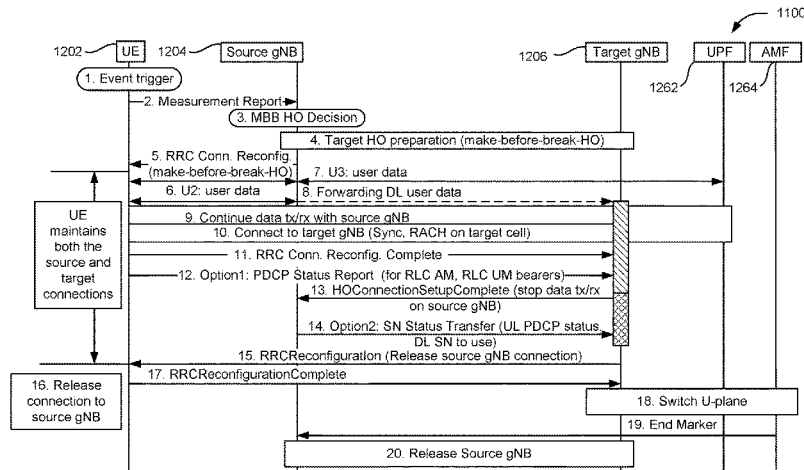 1100
1202
UE
1204
Source gNB
1206
Target gNB
UPF
AMF
1262
1264
1. Event trigger
2. Measurement Report
3. MBB HO Decision
4. Target HO preparation (make-before-break-HO)
5. RRC Conn. Reconfig.
(make-before-break-HO)
7. U3: user data
6. U2: user data
8. Forwarding DL user data
UE
maintains
both the
source and
target
connections
9. Continue data tx/rx with source gNB
10. Connect to target gNB (Sync, RACH on target cell)
11. RRC Conn. Reconfig. Complete
12. Option1: PDCP Status Report (for RLC AM, RLC UM bearers)
13. HOConnectionSetupComplete (stop data tx/rx
on source gNB)
14. Option2: SN Status Transfer (UL PDCP status,
DL SN to use)
15. RRCReconfiguration (Release source gNB connection)
16. Release
connection to
source gNB
17. RRCReconfigurationComplete
18. Switch U-plane
19. End Marker
20. Release Source gNB